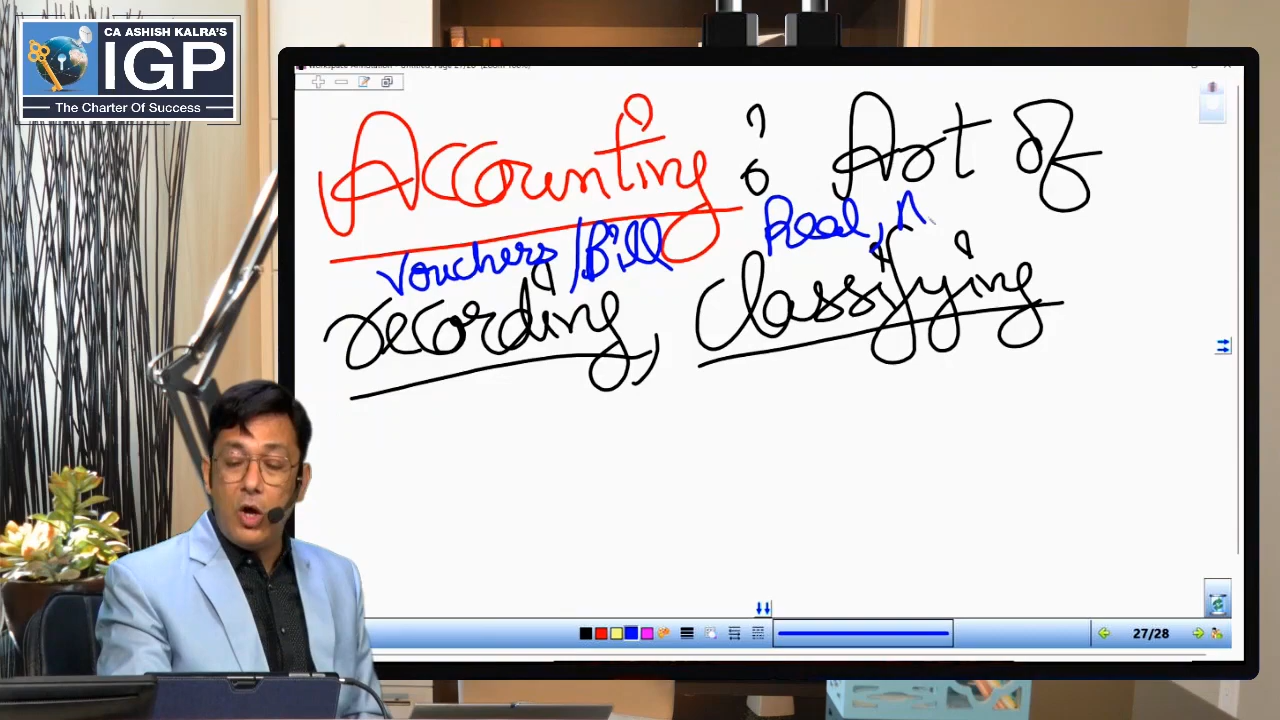 CA ASHISH KALRA'S
IGP
The Charter Of Success
Accounting : Art of
Vouchers/Bill Real, N
recording, Classifying
27/28